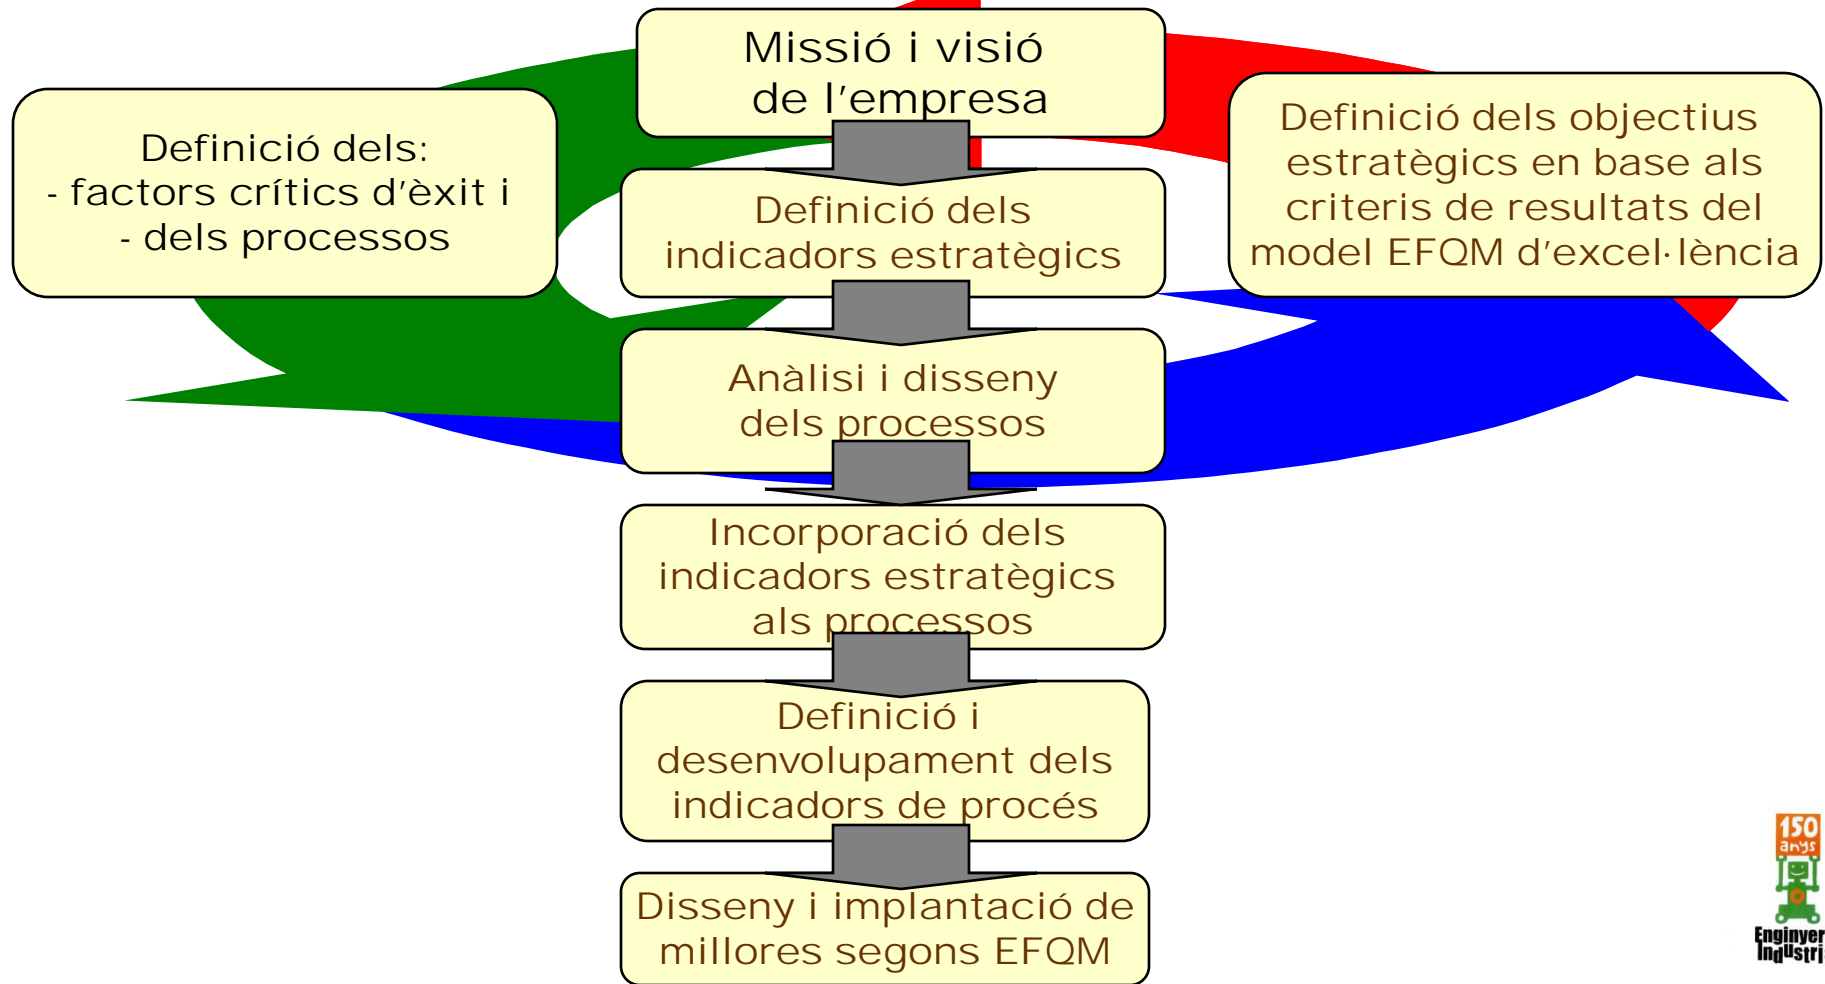 Missió i visió
de l'empresa
Definició dels:
- factors crítics d'èxit i
- dels processos
Definició dels objectius
estratègics en base als
criteris de resultats del
model EFQM d'excel·lència
Definició dels
indicadors estratègics
Anàlisi i disseny
dels processos
Incorporació dels
indicadors estratègics
als processos
Definició i
desenvolupament dels
indicadors de procés
Disseny i implantació de
millores segons EFQM
150
anys
Enginyer
Industri